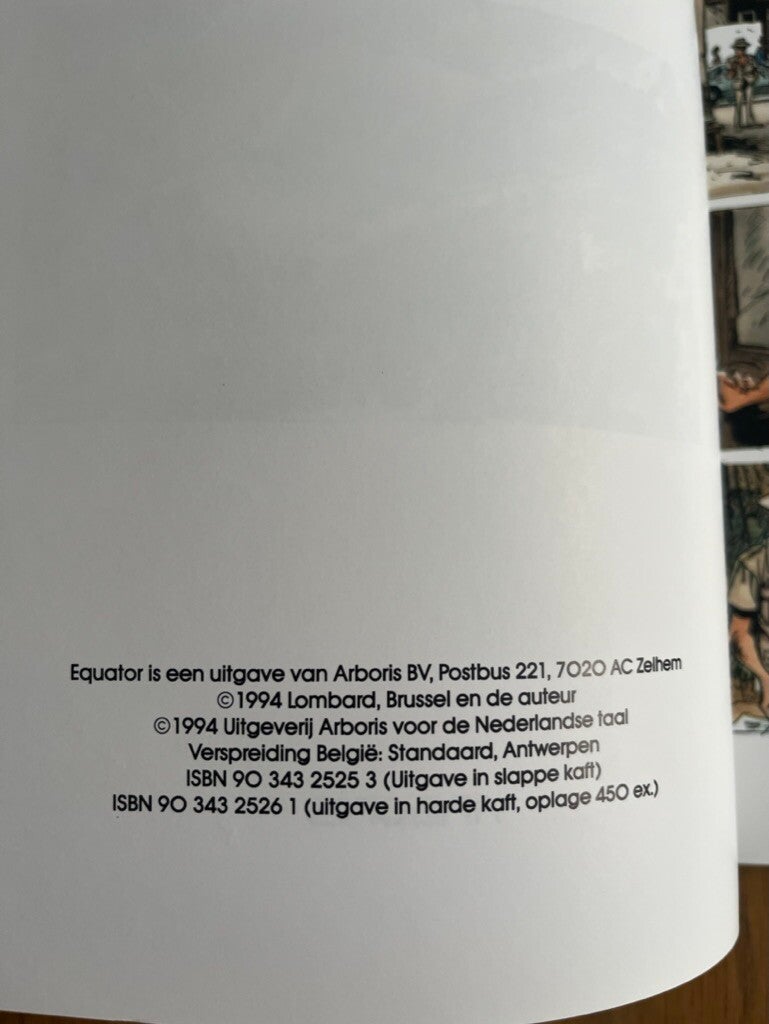 Equator is een uitgave van Arboris BV, Postbus 221, 7020 AC Zelhem
©1994 Lombard, Brussel en de auteur
©1994 Uitgeverij Arboris voor de Nederlandse taal
Verspreiding België: Standaard, Antwerpen
ISBN 90 343 2525 3 (Uitgave in slappe kaft)
ISBN 90 343 2526 1 (uitgave in harde kaft, oplage 450 ex.)